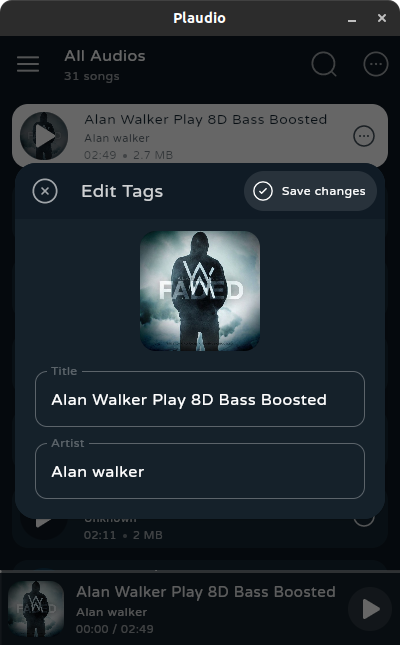 Plaudio
All Audios
31 songs
Alan Walker Play 8D Bass Boosted
Alan walker
02:49 • 2.7 MB
Edit Tags
Save changes
FADED
Title
Alan Walker Play 8D Bass Boosted
Artist
Alan walker
Unknown
02:11 • 2 MB
FADED
Alan Walker Play 8D Bass Boosted
Alan walker
00:00 / 02:49